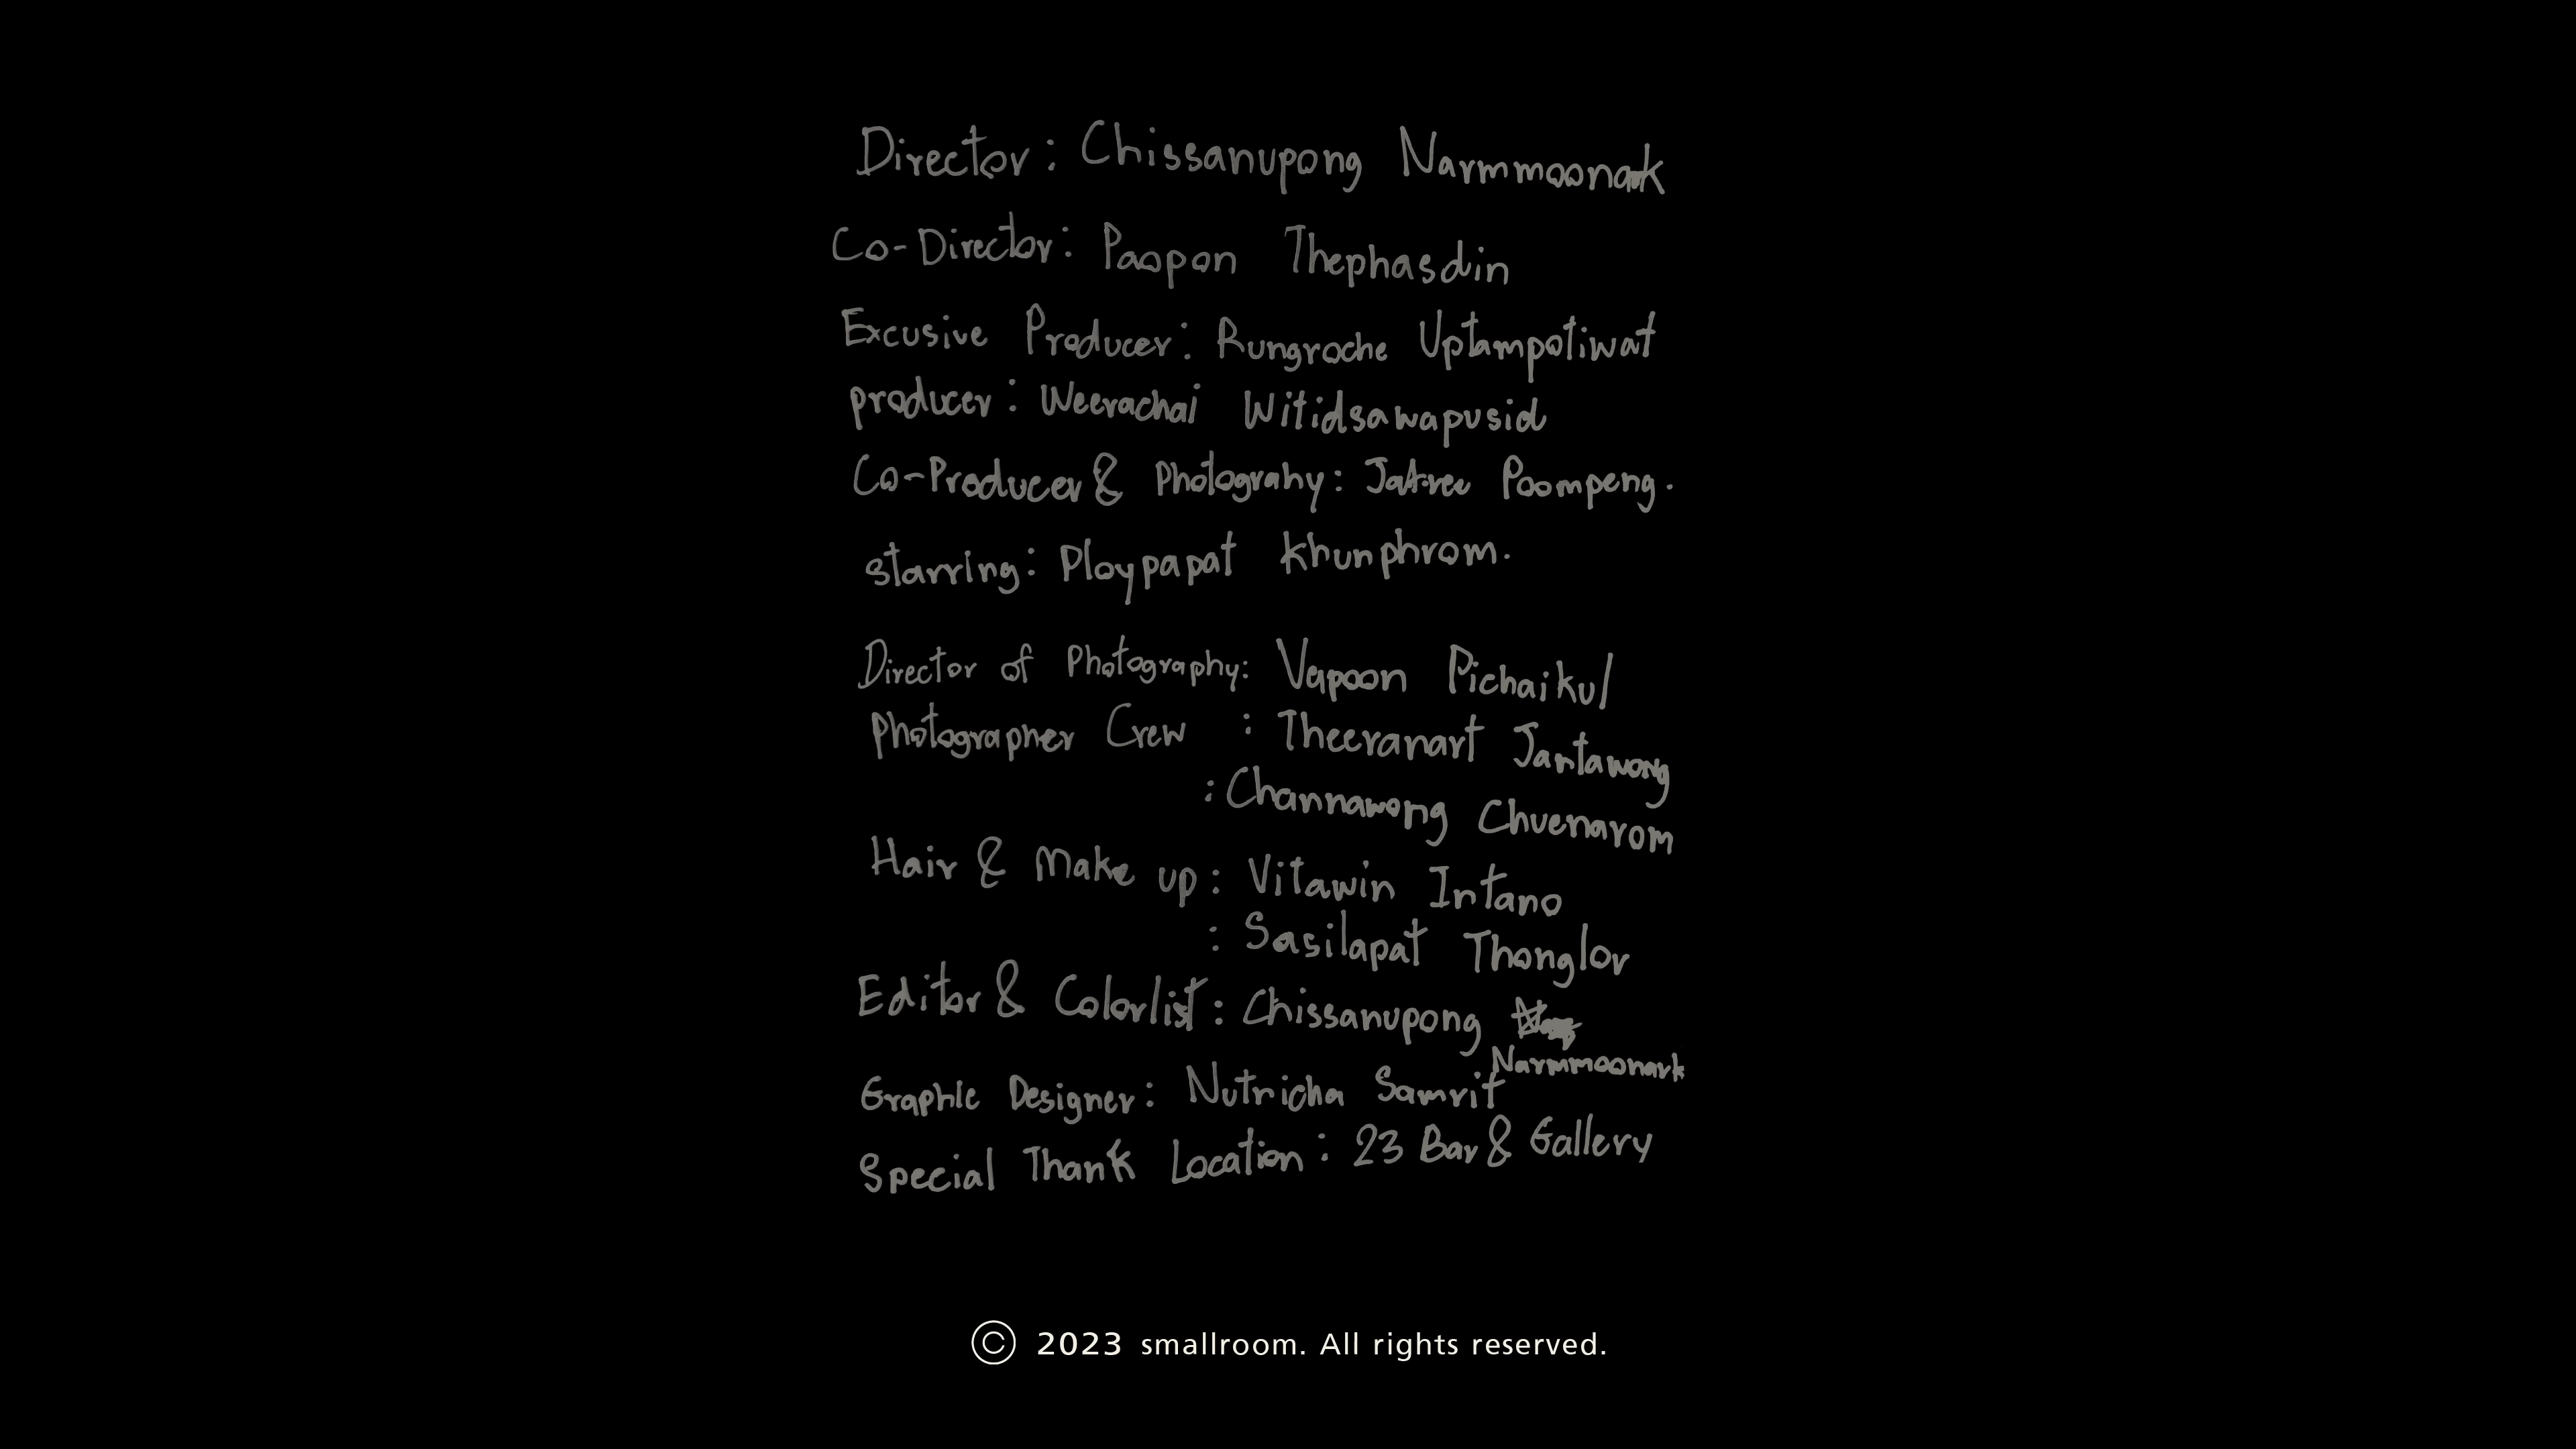 Director : Chissanupong Narmmoonark
Co-Director : Paopon Thephasdin
Excusive Producer : Rungroche Uptampotiwat
producer : Weerachai Witidsawapusid
Co-Producer & Photograhy : Jatree Poompeng.
starring : Ploypapat Khunphrom.
Director of Photography : Vapoon Pichaikul
Photographer Crew : Theeranart Jantawong
: Channawong Chuenarom
Hair & Make up : Vitawin Intano
: Sasilapat Thonglor
Editor & Colorlist : Chissanupong
Narmmoonark
Graphic Designer : Nutricha Samrit
Special Thank Location : 23 Bar & Gallery
© 2023 smallroom. All rights reserved.